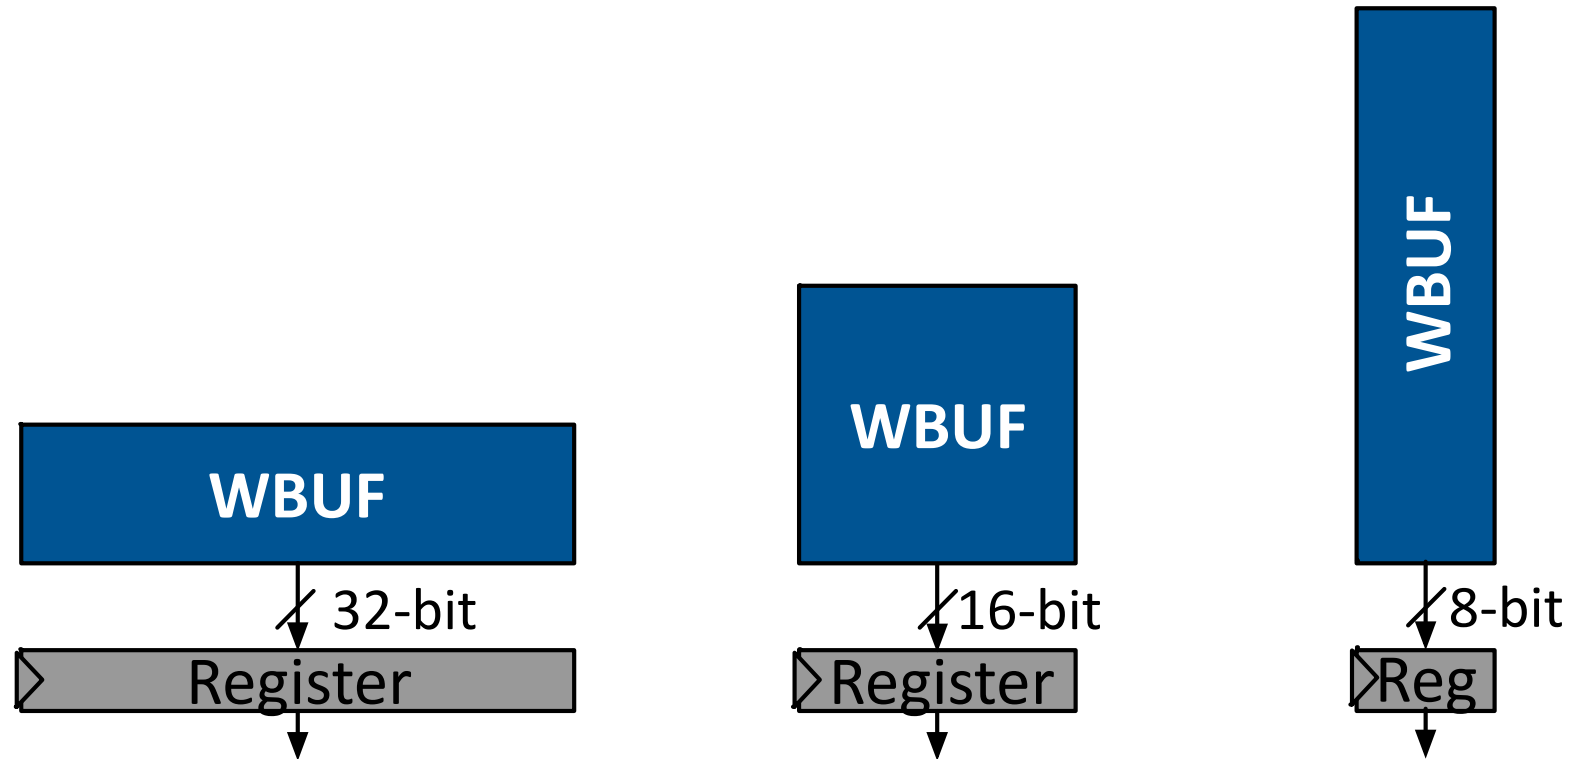 WBUF
32-bit
Register
WBUF
16-bit
Register
WBUF
8-bit
Reg